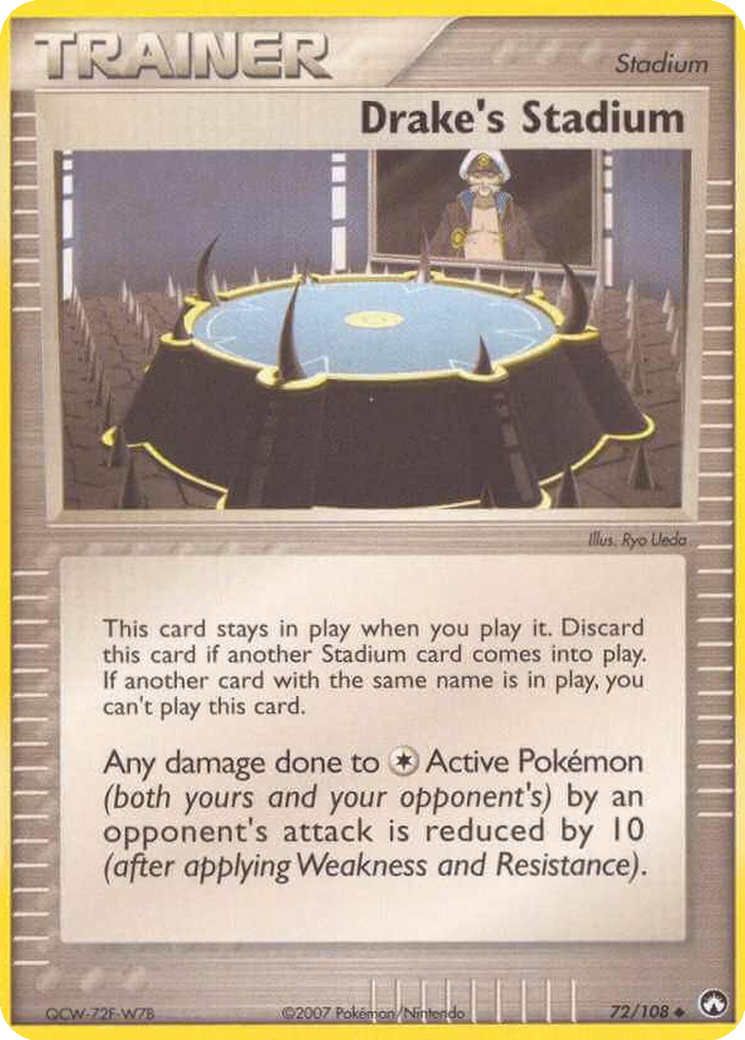 TRAINER
Stadium
Drake's Stadium
Illus. Ryo Ueda
This card stays in play when you play it. Discard
this card if another Stadium card comes into play.
If another card with the same name is in play, you
can't play this card.
Any damage done to Active Pokémon
(both yours and your opponent's) by an
opponent's attack is reduced by 10
(after applying Weakness and Resistance).
QCW-72F-W7B
©2007 Pokémon/Nintendo
72/108